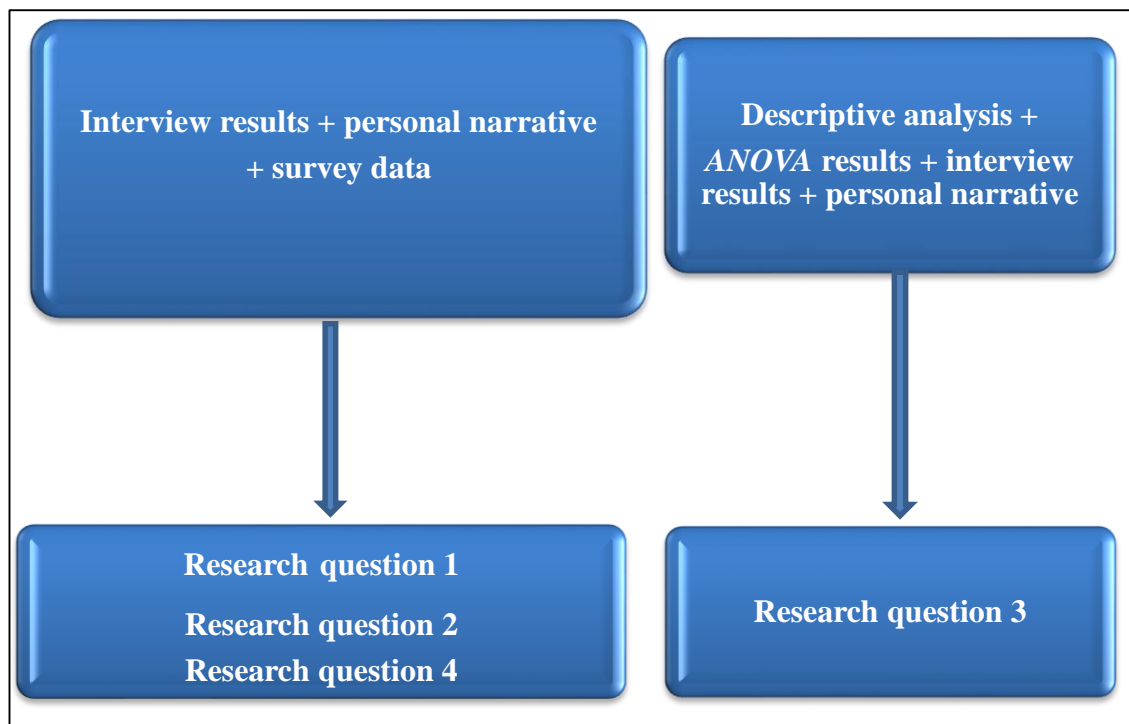 Interview results + personal narrative
+ survey data
Descriptive analysis +
ANOVA results + interview
results + personal narrative
Research question 1
Research question 2
Research question 4
Research question 3